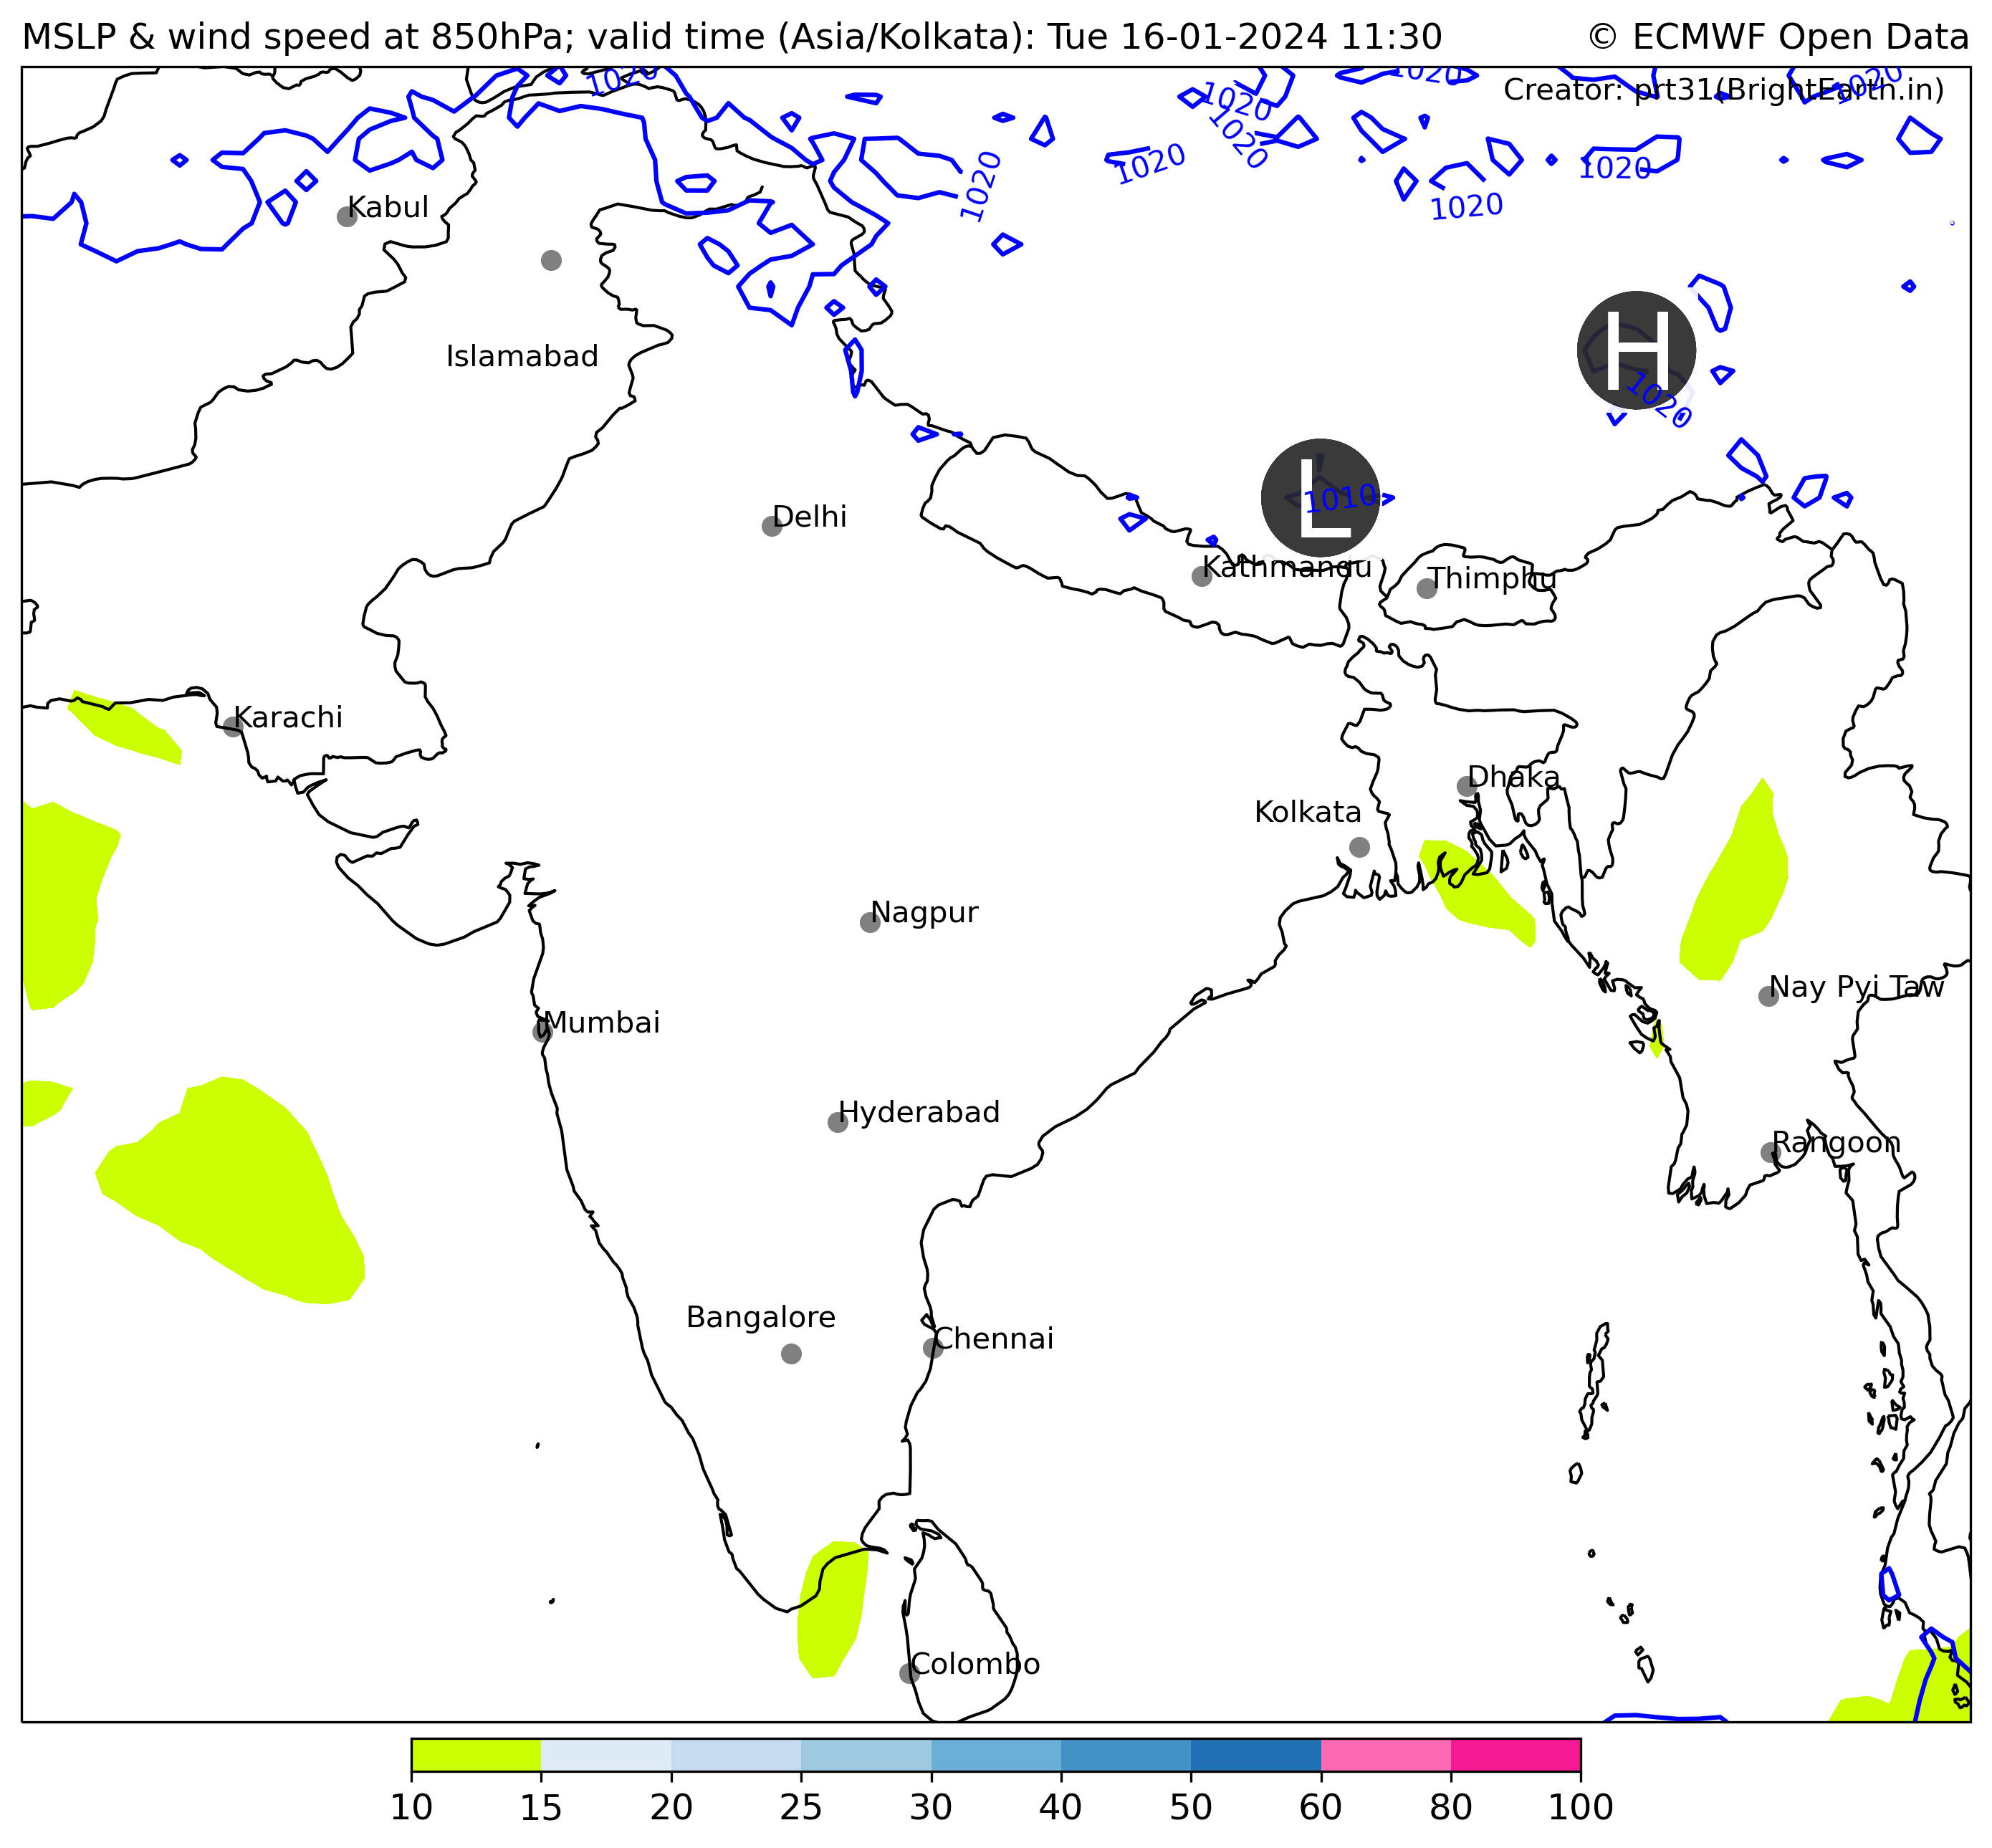 MSLP & wind speed at 850hPa; valid time (Asia/Kolkata): Tue 16-01-2024 11:30
© ECMWF Open Data
1020
1020
1020
1020
Creator: prt31(BrightEarth.in)
1020
1020
1020
1020
1020
1020
Kabul
H
Islamabad
1020
L
1010
Delhi
Kathmandu
Thimphu
Karachi
Dhaka
Kolkata
Nagpur
Nay Pyi Taw
Mumbai
Hyderabad
Rangoon
Bangalore
Chennai
Colombo
10 15 20 25 30 40 50 60 80 100